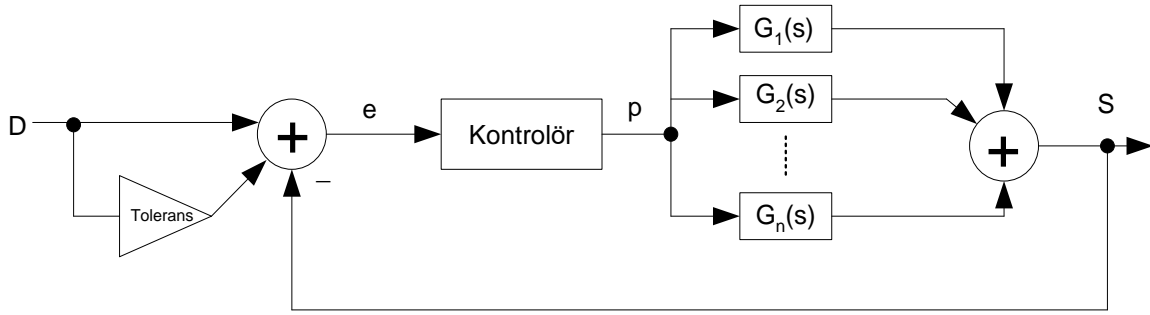 D
Tolerans
+
–
e
Kontrolör
p
G1(s)
G2(s)
Gn(s)
+
S